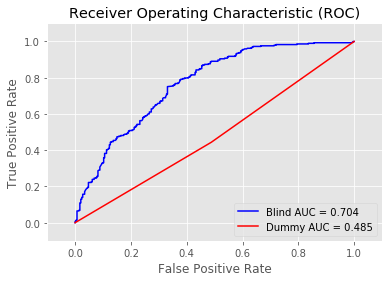 Receiver Operating Characteristic (ROC)
1.0
0.8
0.6
0.4
0.2
0.0
True Positive Rate
Blind AUC = 0.704
Dummy AUC = 0.485
0.0 0.2 0.4 0.6 0.8 1.0
False Positive Rate